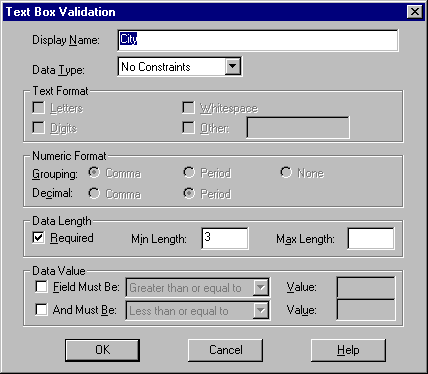 Text Box Validation
Display Name: City
Data Type: No Constraints
Text Format
Letters Whitespace
Digits Other:
Numeric Format
Grouping: Comma Period None
Decimal: Comma Period
Data Length
Required Min Length: 3 Max Length:
Data Value
Field Must Be: Greater than or equal to Value:
And Must Be: Less than or equal to Value:
OK Cancel Help